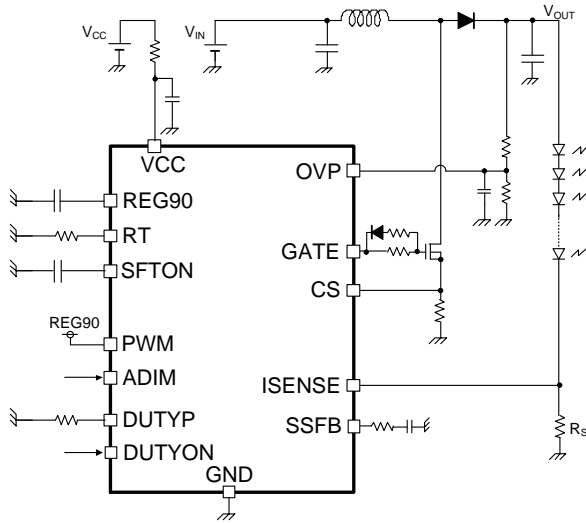 VCC
VIN
VOUT
VCC
OVP
REG90
RT
GATE
SFTON
CS
REG90
PWM
ADIM
ISENSE
DUTYP
SSFB
RS
DUTYON
GND